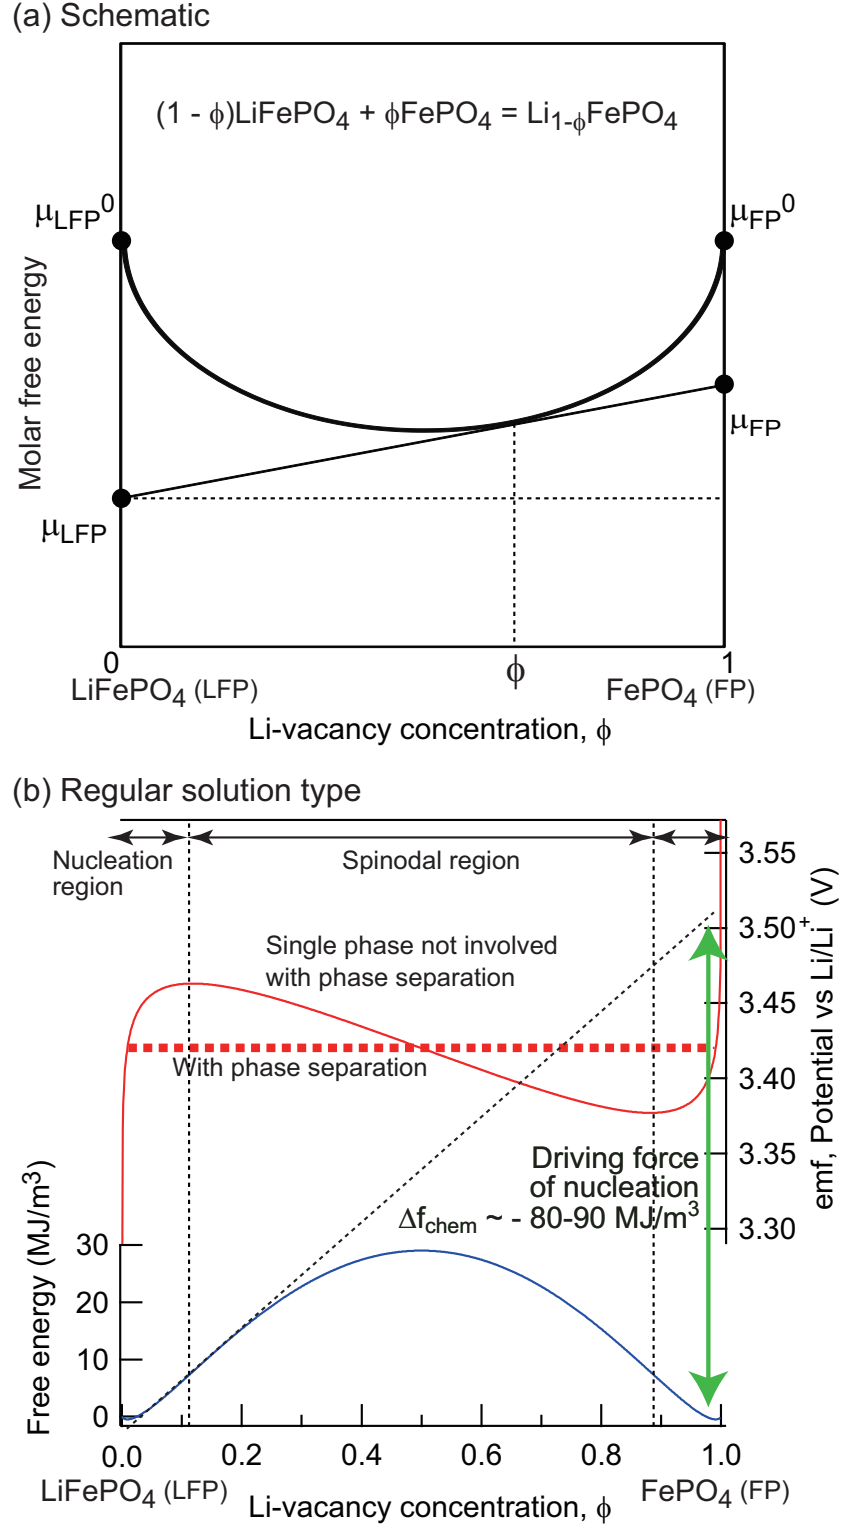 (a) Schematic
(1 - ϕ)LiFePO₄ + ϕFePO₄ = Li₁₋ϕFePO₄
μLFP⁰
μFP⁰
Molar free energy
μFP
μLFP
0
ϕ
1
LiFePO₄ (LFP)
FePO₄ (FP)
Li-vacancy concentration, ϕ
(b) Regular solution type
Nucleation
region
Spinodal region
3.55
Single phase not involved
with phase separation
3.50
3.45
With phase separation
3.40
3.35
3.30
emf, Potential vs Li/Li⁺ (V)
Driving force
of nucleation
Δfchem ~ - 80-90 MJ/m³
Free energy (MJ/m³)
30
20
10
0
0.0
0.2
0.4
0.6
0.8
1.0
LiFePO₄ (LFP)
FePO₄ (FP)
Li-vacancy concentration, ϕ